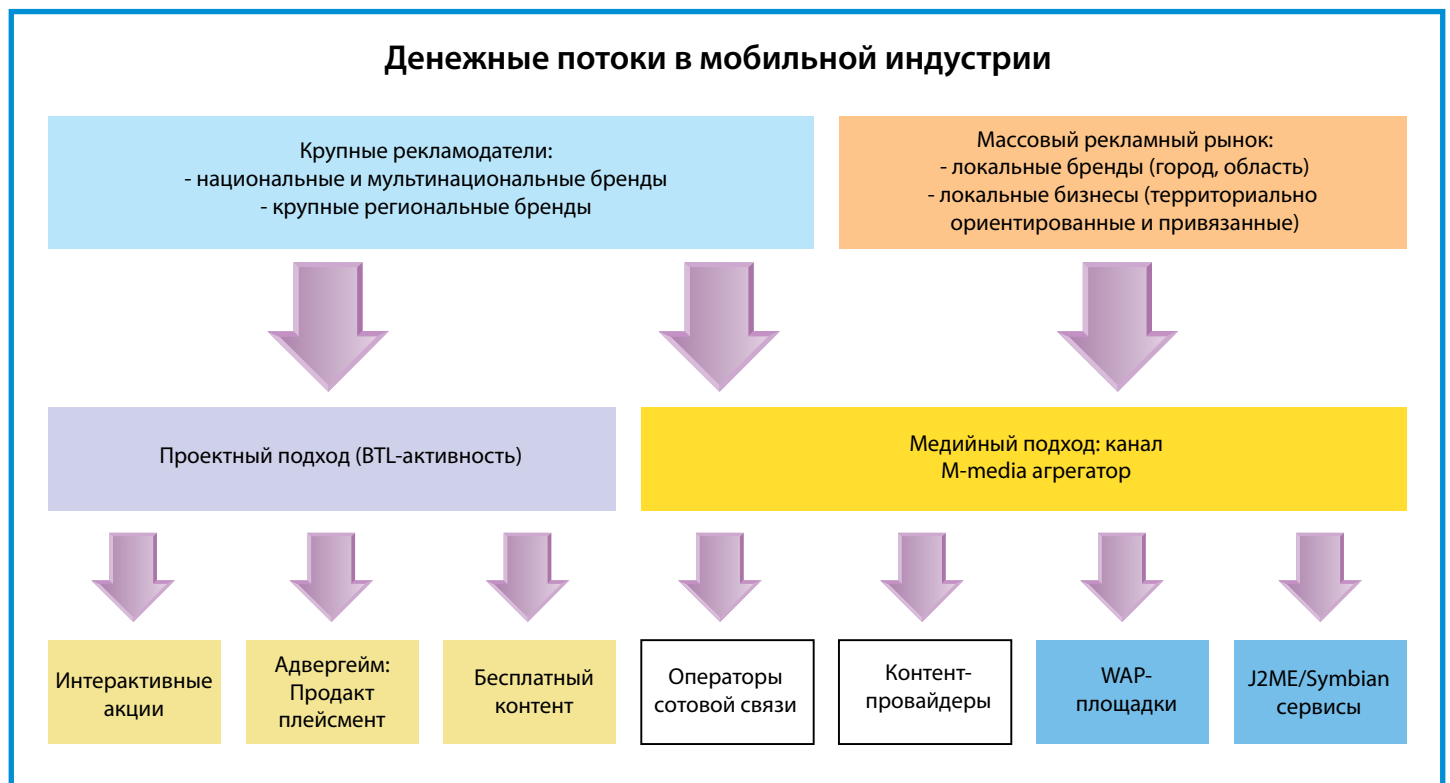 Денежные потоки в мобильной индустрии
Крупные рекламодатели:
- национальные и мультинациональные бренды
- крупные региональные бренды
Массовый рекламный рынок:
- локальные бренды (город, область)
- локальные бизнесы (территориально
ориентированные и привязанные)
Проектный подход (BTL-активность)
Медийный подход: канал
M-media агрегатор
Интерактивные
акции
Адвергейм:
Продакт
плейсмент
Бесплатный
контент
Операторы
сотовой связи
Контент-
провайдеры
WAP-
площадки
J2ME/Symbian
сервисы